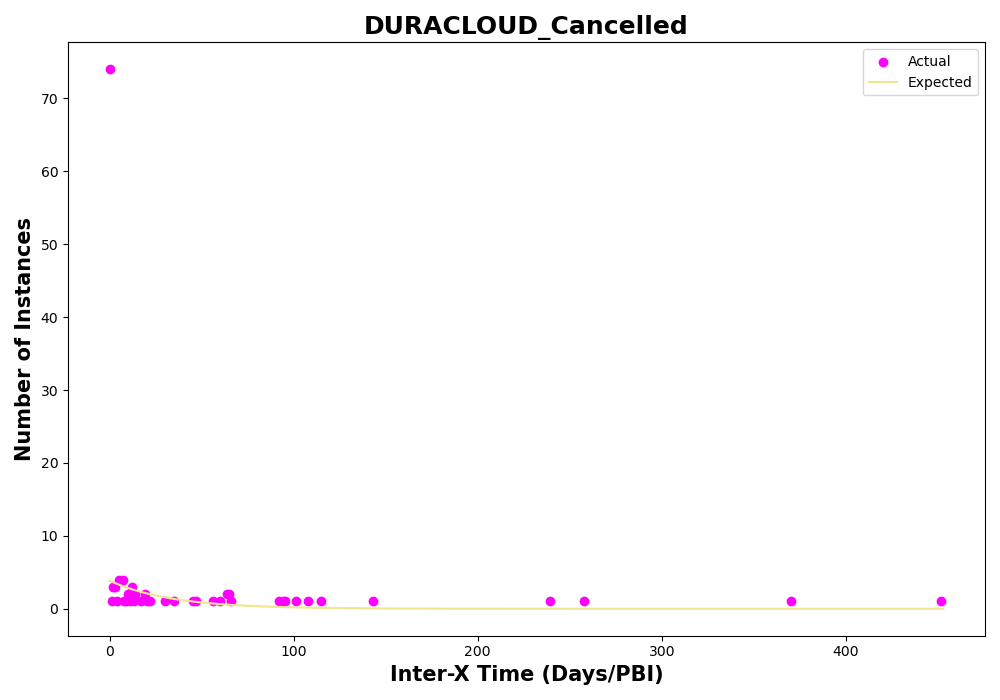 DURACLOUD_Cancelled
Actual
Expected
Number of Instances
70
60
50
40
30
20
10
0
0 100 200 300 400
Inter-X Time (Days/PBI)